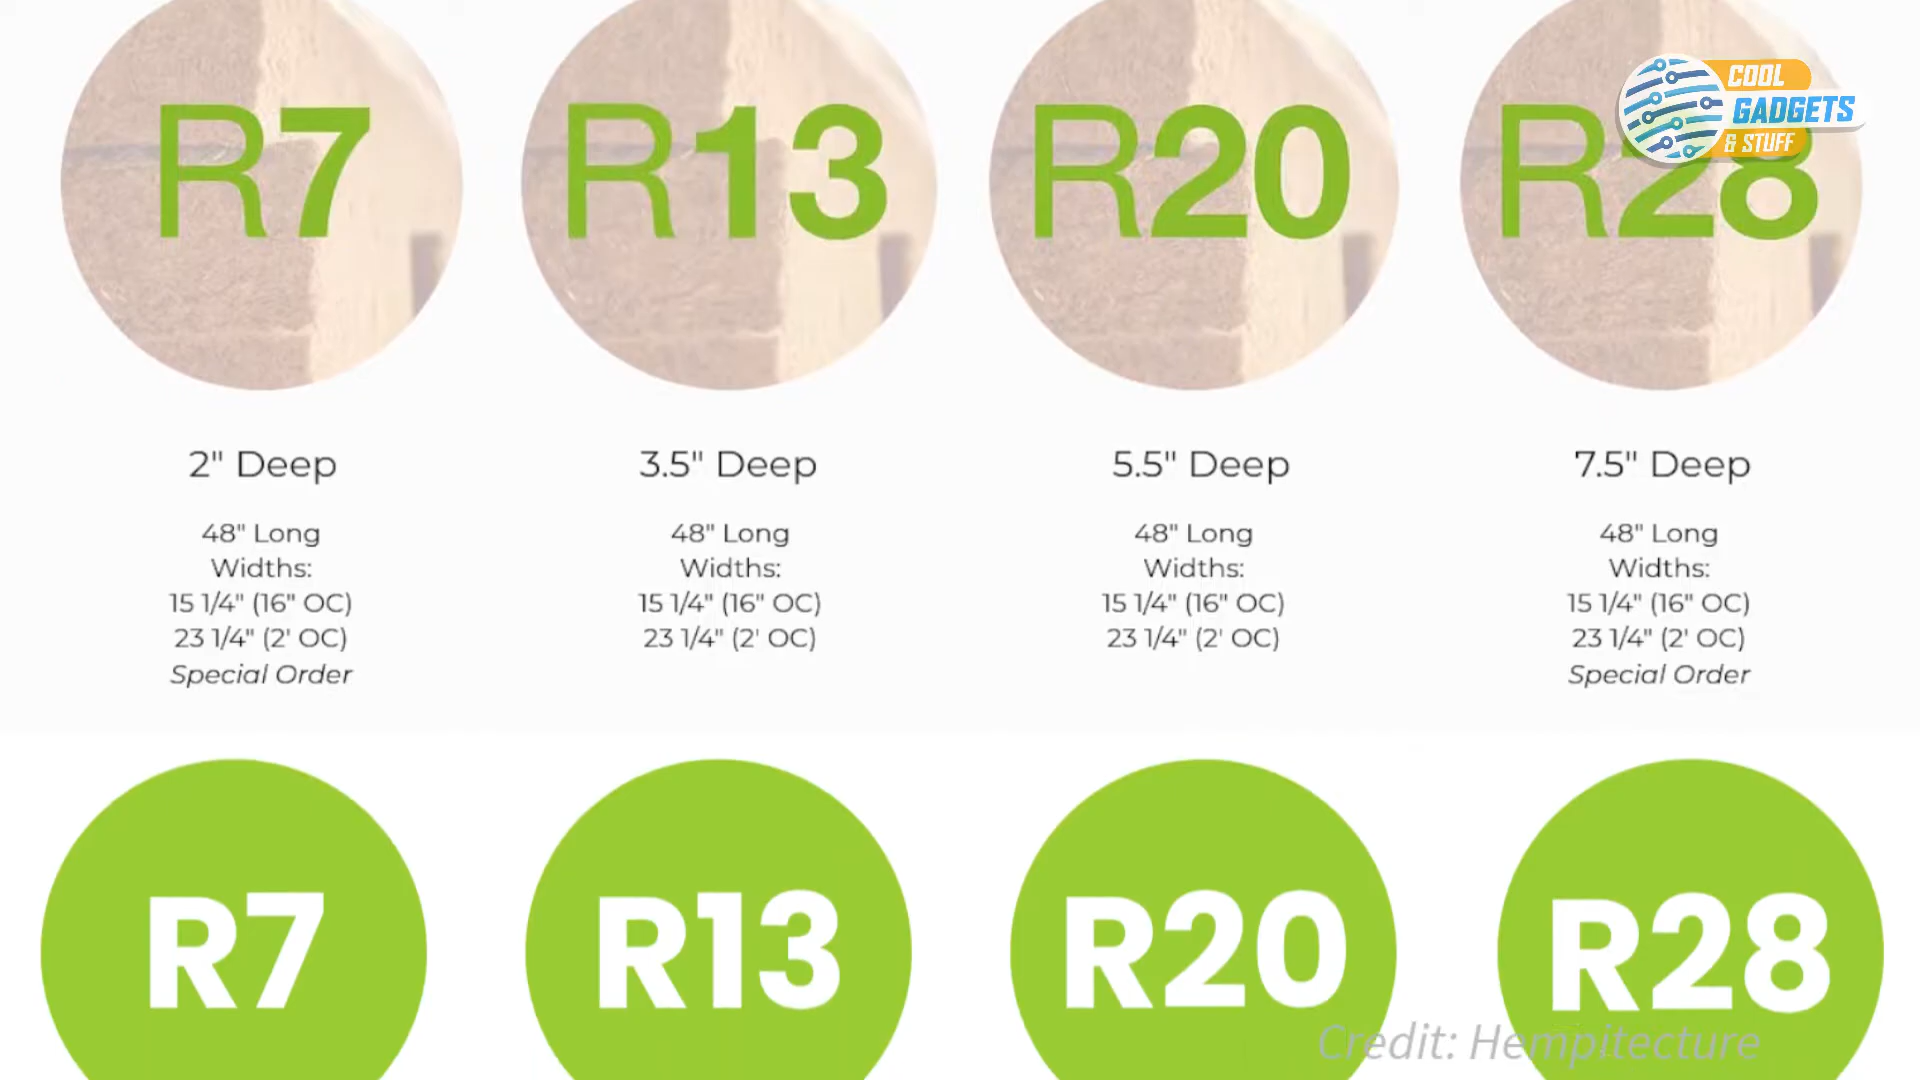 R7
R13
R20
R28
COOL
GADGETS
& STUFF
2" Deep
48" Long
Widths:
15 1/4" (16" OC)
23 1/4" (2' OC)
Special Order
3.5" Deep
48" Long
Widths:
15 1/4" (16" OC)
23 1/4" (2' OC)
5.5" Deep
48" Long
Widths:
15 1/4" (16" OC)
23 1/4" (2' OC)
7.5" Deep
48" Long
Widths:
15 1/4" (16" OC)
23 1/4" (2' OC)
Special Order
R7
R13
R20
R28
Credit: Hempitecture